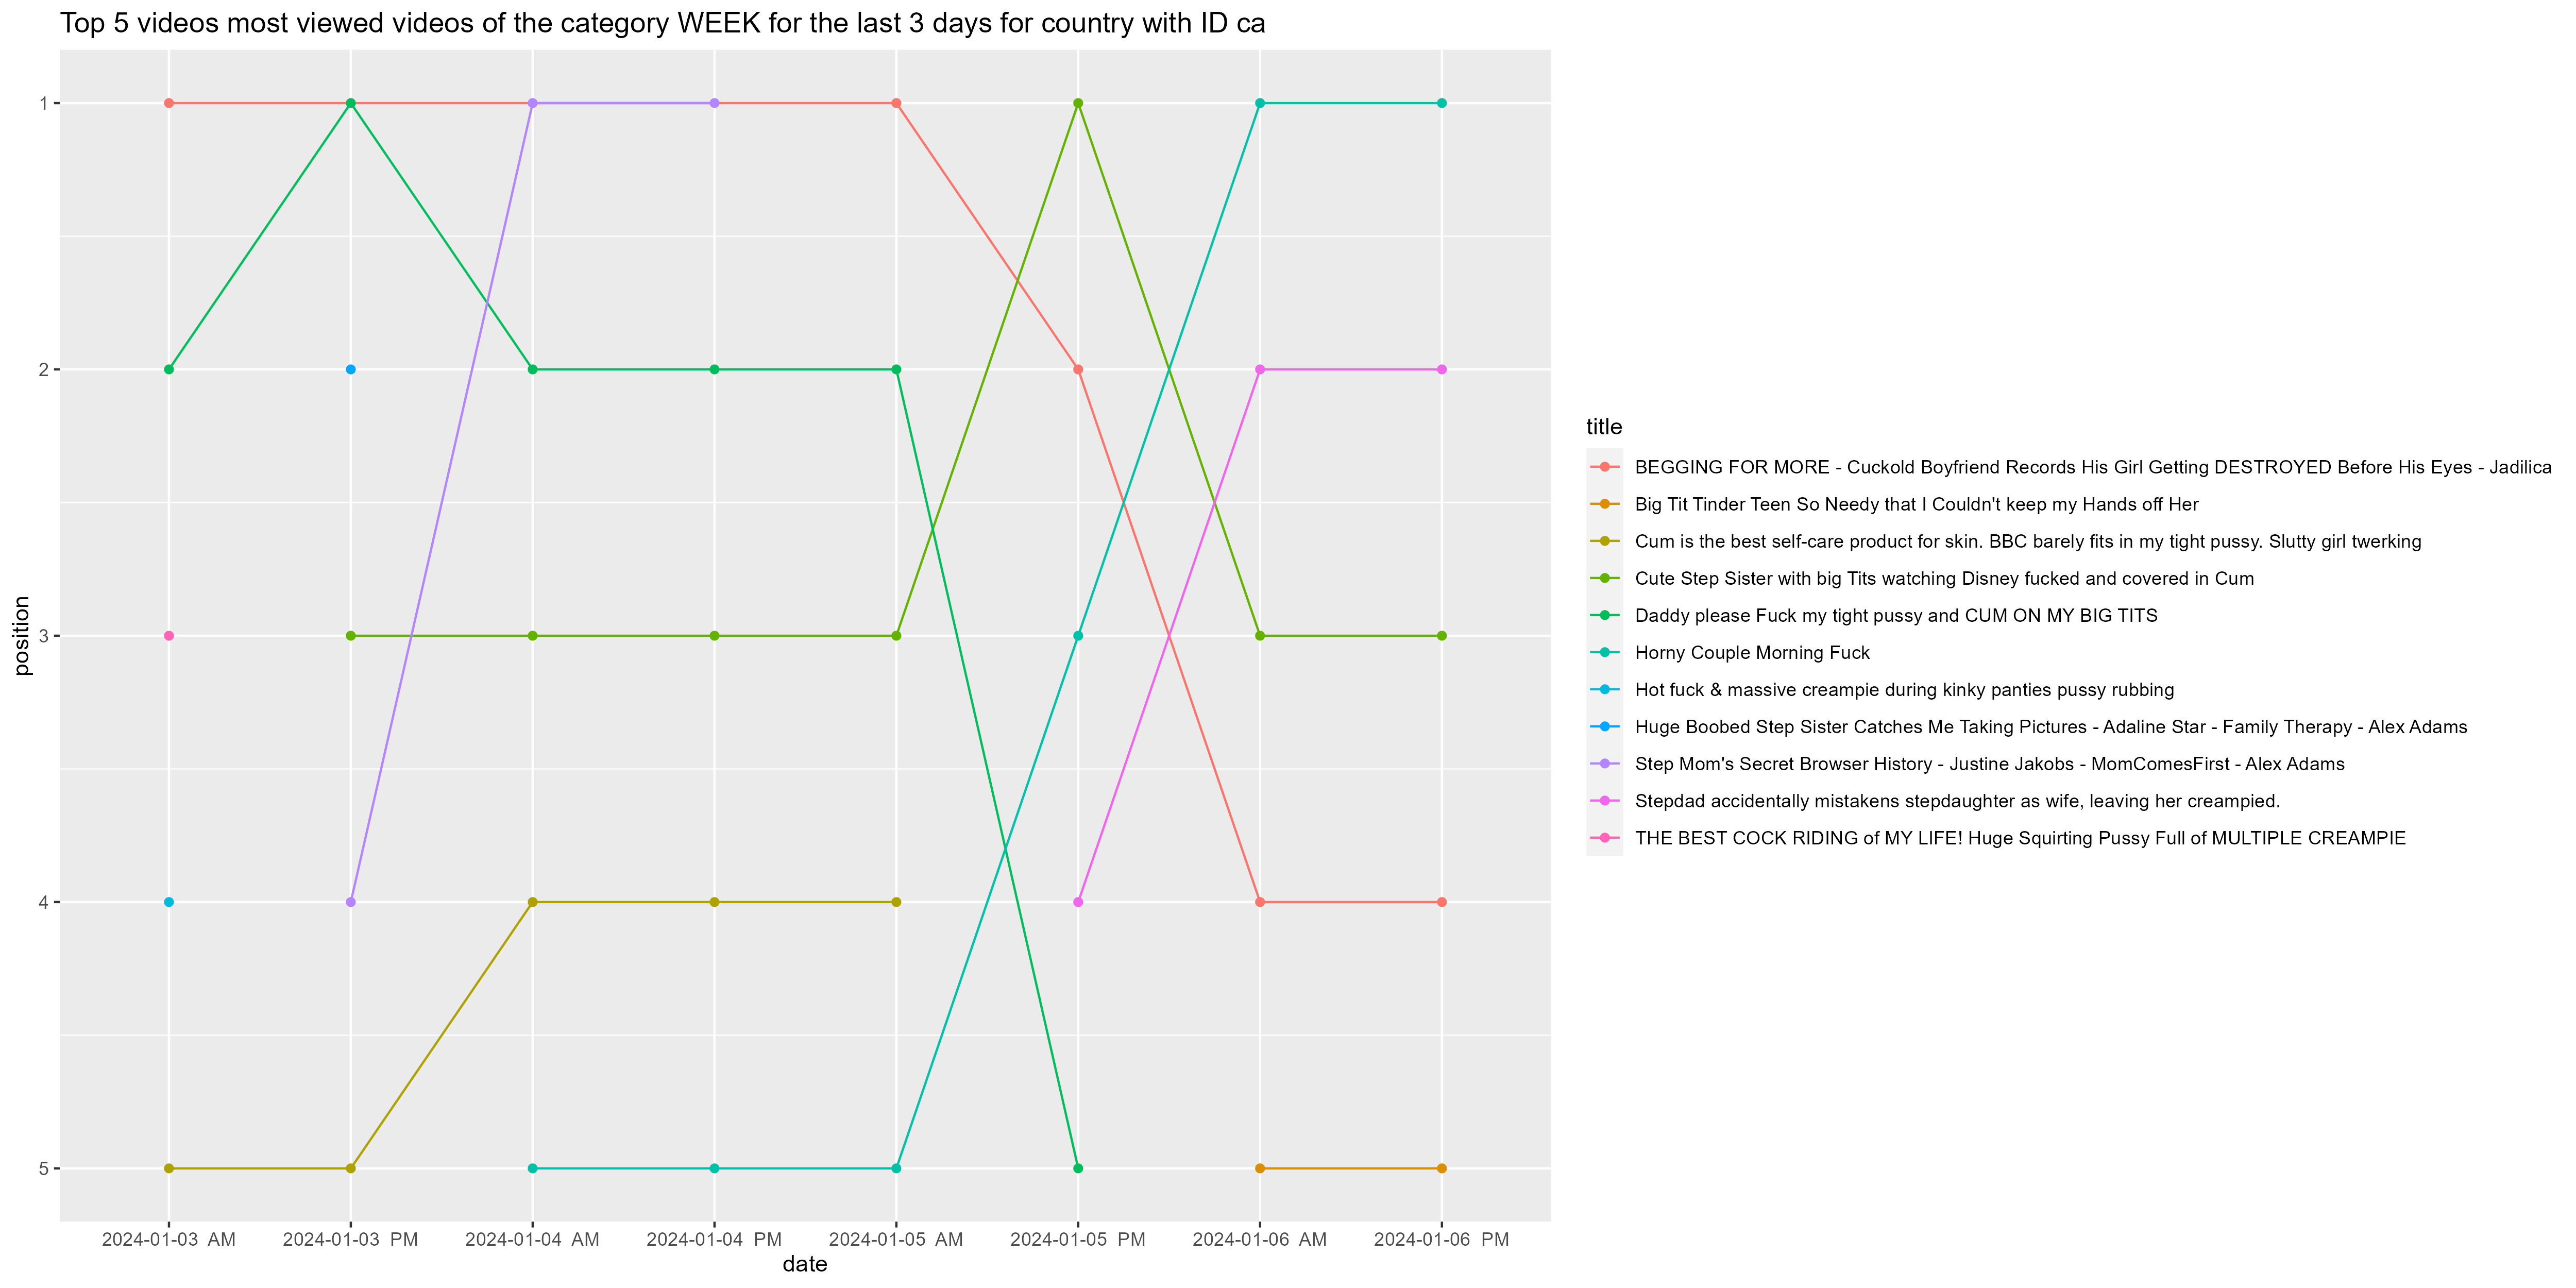 Top 5 videos most viewed videos of the category WEEK for the last 3 days for country with ID ca
position
1
2
3
4
5
2024-01-03 AM
2024-01-03 PM
2024-01-04 AM
2024-01-04 PM
2024-01-05 AM
2024-01-05 PM
2024-01-06 AM
2024-01-06 PM
date
title
BEGGING FOR MORE - Cuckold Boyfriend Records His Girl Getting DESTROYED Before His Eyes - Jadilica
Big Tit Tinder Teen So Needy that I Couldn't keep my Hands off Her
Cum is the best self-care product for skin. BBC barely fits in my tight pussy. Slutty girl twerking
Cute Step Sister with big Tits watching Disney fucked and covered in Cum
Daddy please Fuck my tight pussy and CUM ON MY BIG TITS
Horny Couple Morning Fuck
Hot fuck & massive creampie during kinky panties pussy rubbing
Huge Boobed Step Sister Catches Me Taking Pictures - Adaline Star - Family Therapy - Alex Adams
Step Mom's Secret Browser History - Justine Jakobs - MomComesFirst - Alex Adams
Stepdad accidentally mistakens stepdaughter as wife, leaving her creampied.
THE BEST COCK RIDING of MY LIFE! Huge Squirting Pussy Full of MULTIPLE CREAMPIE